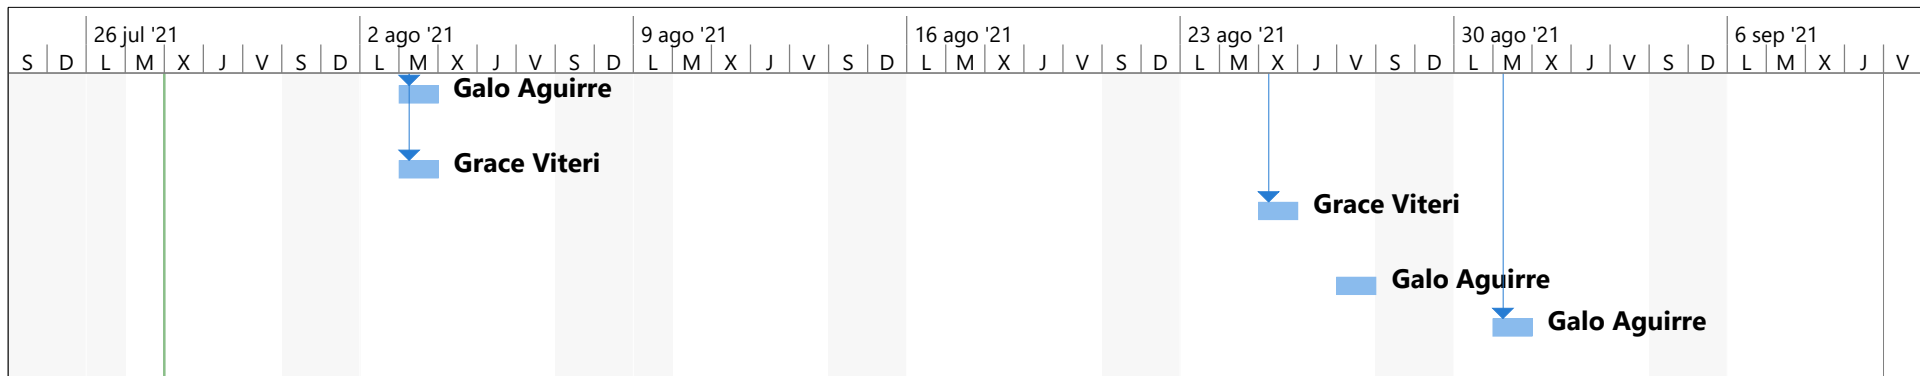 26 jul '21 2 ago '21 9 ago '21 16 ago '21 23 ago '21 30 ago '21 6 sep '21
S D L M X J V S D L M X J V S D L M X J V S D L M X J V S D L M X J V S D L M X J V S D L M X J V
Galo Aguirre
Grace Viteri
Grace Viteri
Galo Aguirre
Galo Aguirre